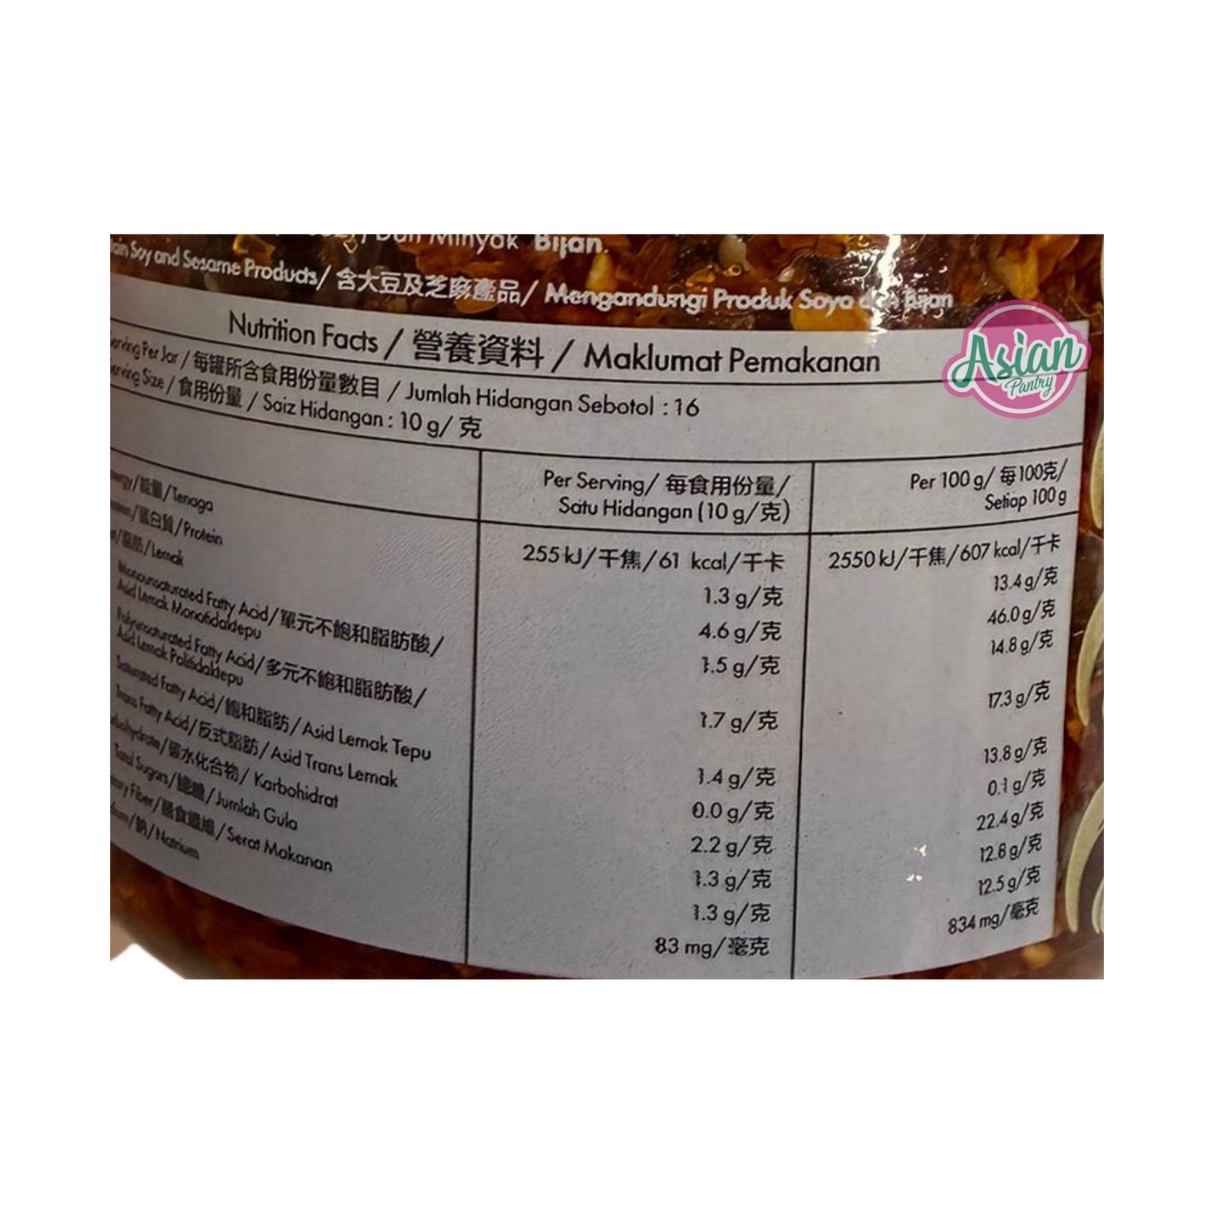 Dan Minyak Bijan.
Soy and Sesame Products/ 含大豆及芝麻產品/ Mengandungi Produk Soya dan Bijan
Asian
Pantry
Nutrition Facts / 營養資料 / Maklumat Pemakanan
Per Jar / 每罐所含食用份量數目 / Jumlah Hidangan Sebotol : 16
Size / 食用份量 / Saiz Hidangan : 10 g/ 克
Per Serving/ 每食用份量/
Satu Hidangan (10 g/克)
Per 100 g/ 每100克/
Setiap 100 g
/能量/Tenaga
255 kJ/千焦/61 kcal/千卡
2550 kJ/千焦/607 kcal/千卡
/蛋白質/Protein
1.3 g/克
13.4 g/克
/脂肪/Lemak
4.6 g/克
46.0 g/克
Monounsaturated Fatty Acid/單元不飽和脂肪酸/
Asid Lemak Monotidaktepu
1.5 g/克
14.8 g/克
Polyunsaturated Fatty Acid/多元不飽和脂肪酸/
Asid Lemak Politidaktepu
1.7 g/克
17.3 g/克
Saturated Fatty Acid/飽和脂肪/Asid Lemak Tepu
1.4 g/克
13.8 g/克
Trans Fatty Acid/反式脂肪/Asid Trans Lemak
0.0 g/克
0.1 g/克
/碳水化合物/ Karbohidrat
2.2 g/克
22.4 g/克
Total Sugars/總糖/Jumlah Gula
1.3 g/克
12.8 g/克
Fiber/膳食纖維/Serat Makanan
1.3 g/克
12.5 g/克
/鈉/Natrium
83 mg/毫克
834 mg/毫克